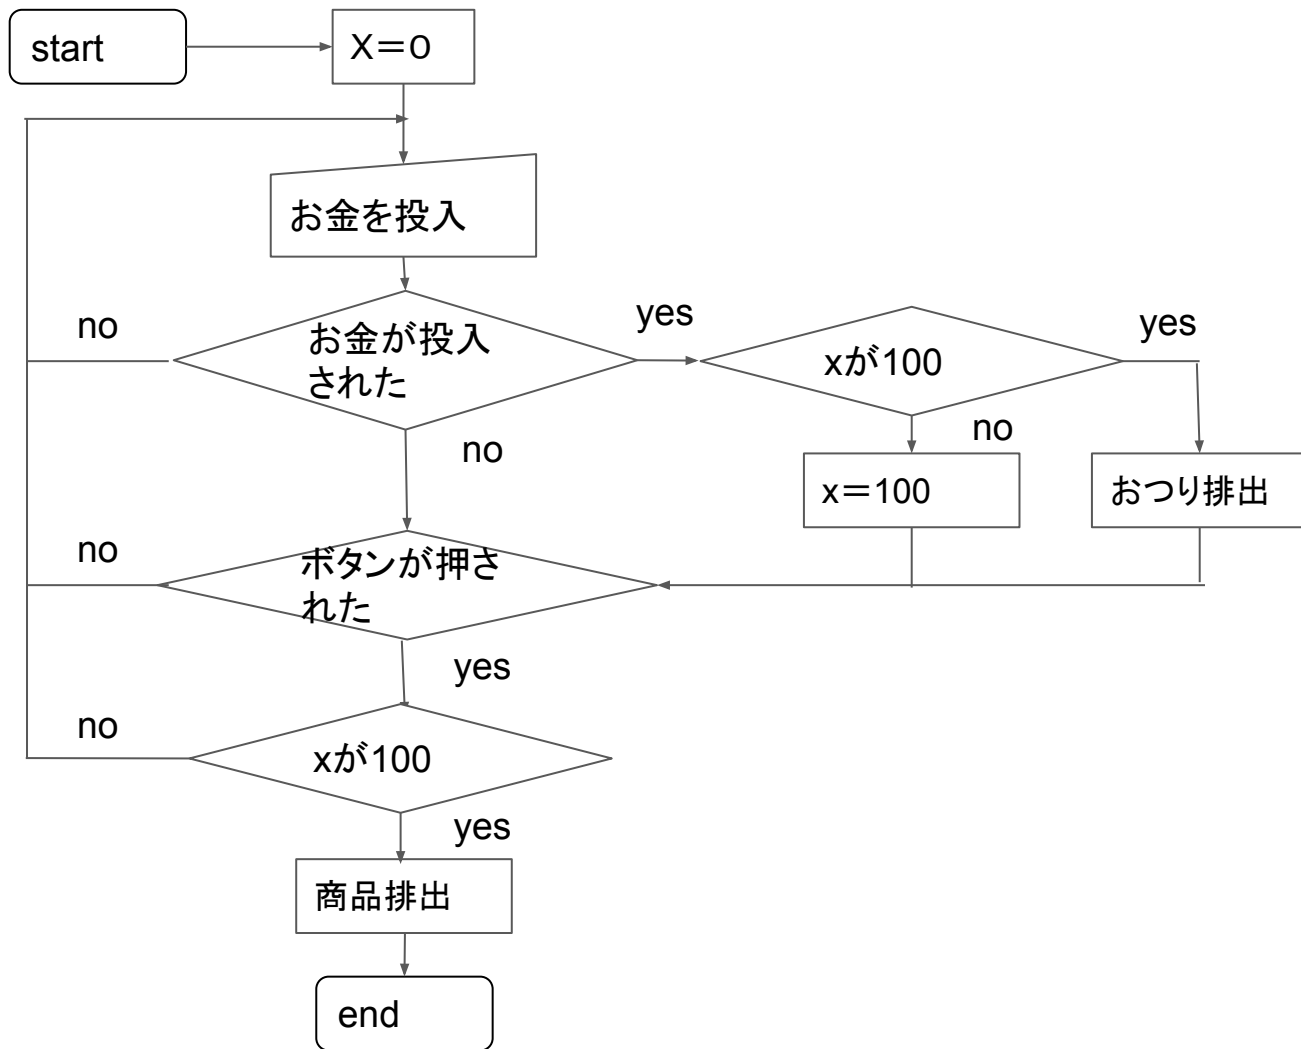 start
X＝0
お金を投入
お金が投入
された
no
yes
no
xが100
yes
no
x＝100
おつり排出
ボタンが押さ
れた
no
yes
xが100
no
yes
商品排出
end